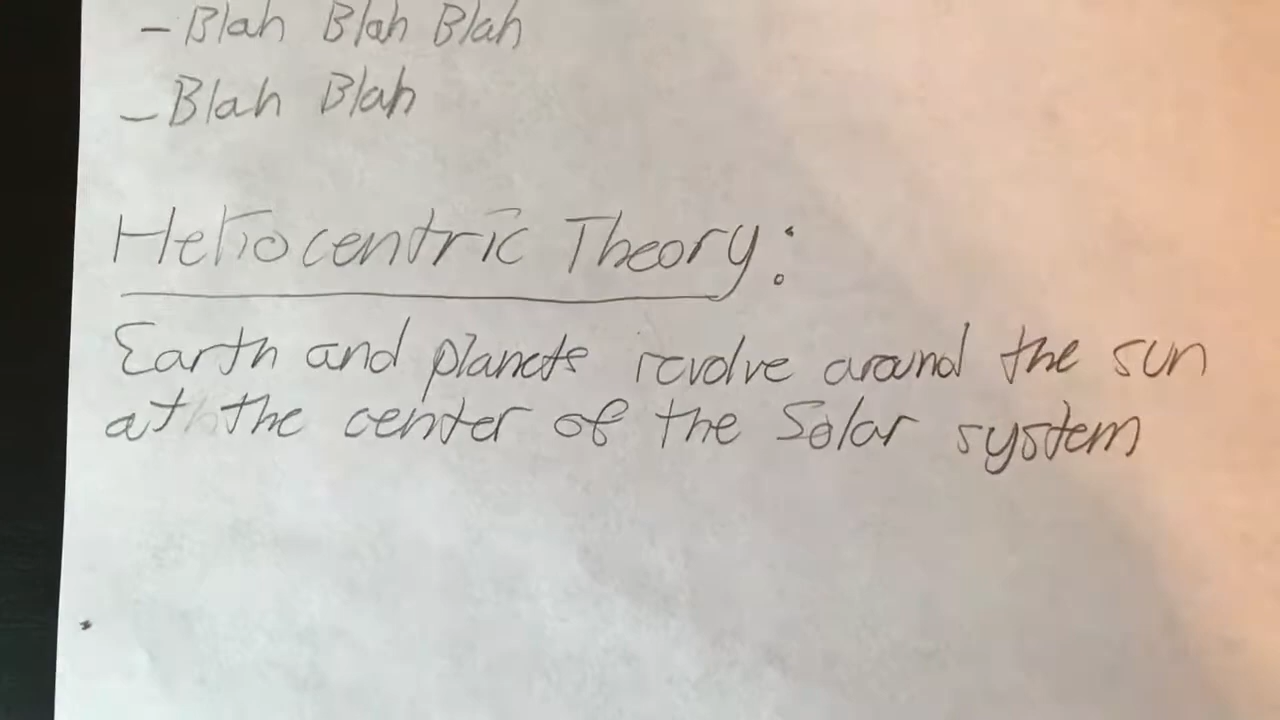 - Blah Blah Blah
- Blah Blah
Heliocentric Theory:
Earth and planets revolve around the sun
at the center of the Solar system